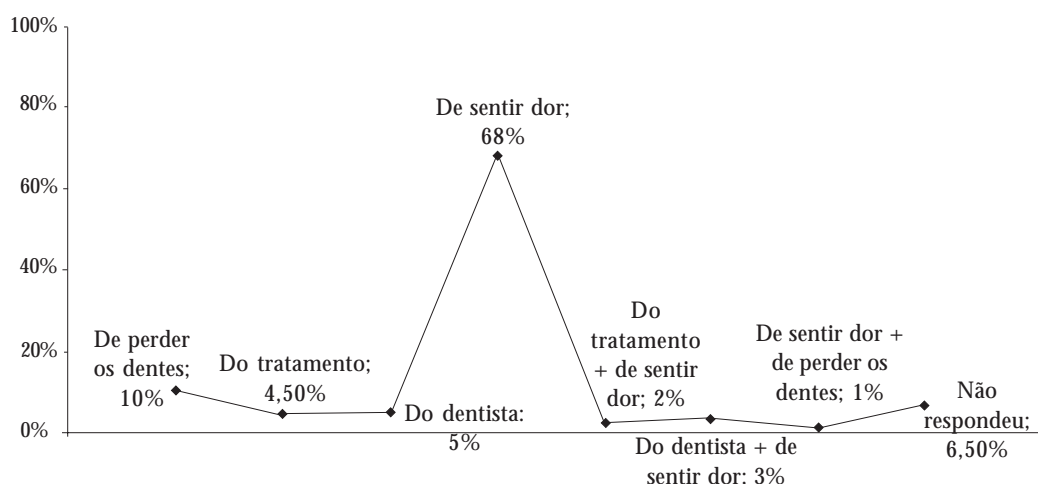 100%
80%
60%
40%
20%
0%
De perder
os dentes;
10%
Do tratamento;
4,50%
Do dentista:
5%
De sentir dor;
68%
Do
tratamento
+ de sentir
dor; 2%
Do dentista + de
sentir dor: 3%
De sentir dor +
de perder os
dentes; 1%
Não
respondeu;
6,50%